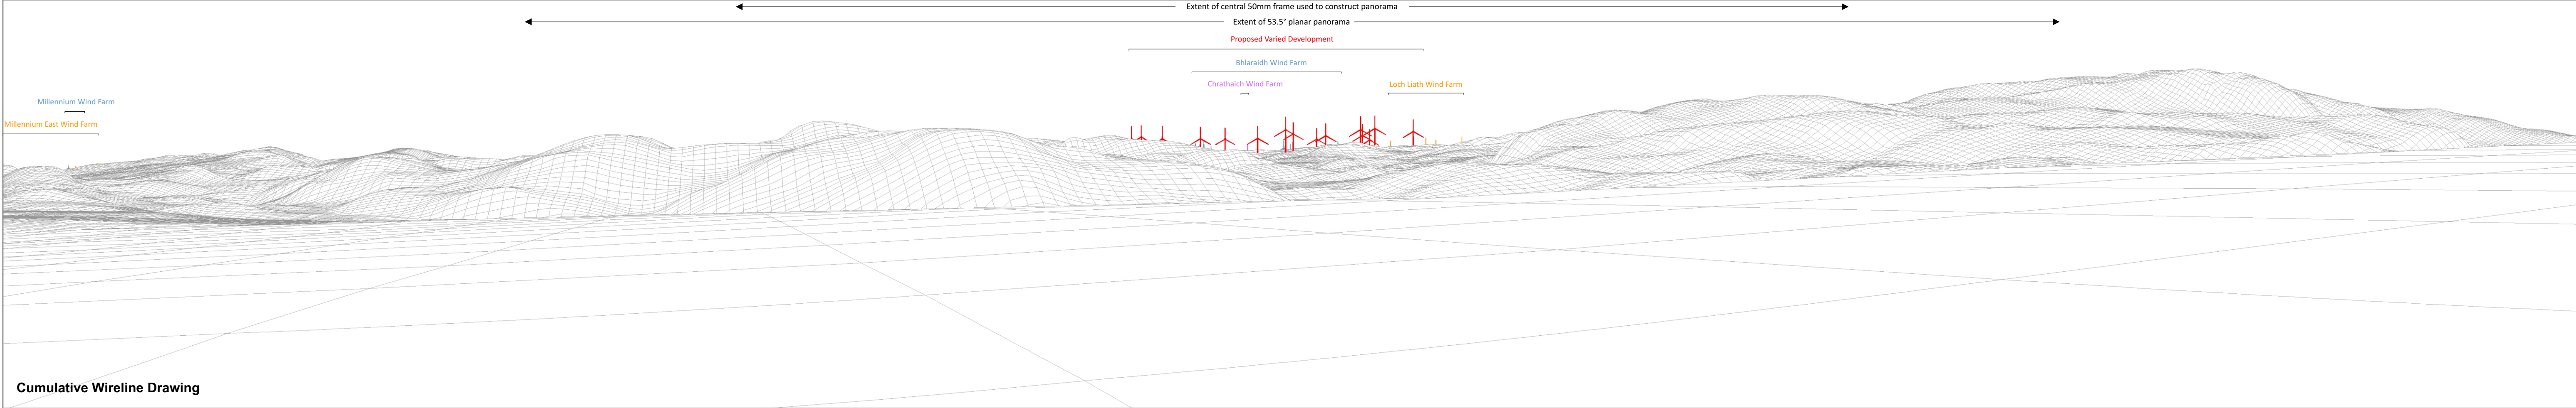 Extent of central 50mm frame used to construct panorama
Extent of 53.5° planar panorama
Proposed Varied Development
Bhlaraidh Wind Farm
Chrathaich Wind Farm
Loch Liath Wind Farm
Millennium Wind Farm
Millennium East Wind Farm
Cumulative Wireline Drawing